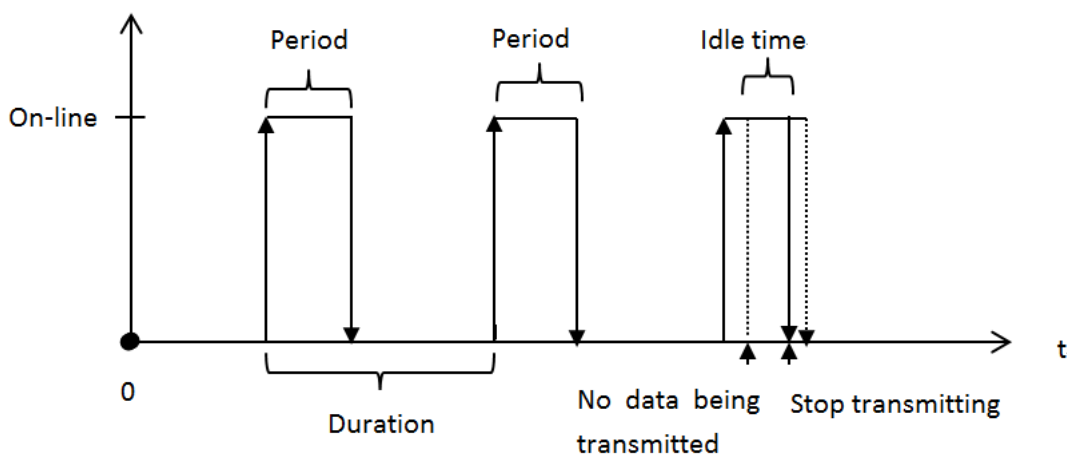 Period
Period
Idle time
On-line
0
Duration
No data being
transmitted
Stop transmitting
t